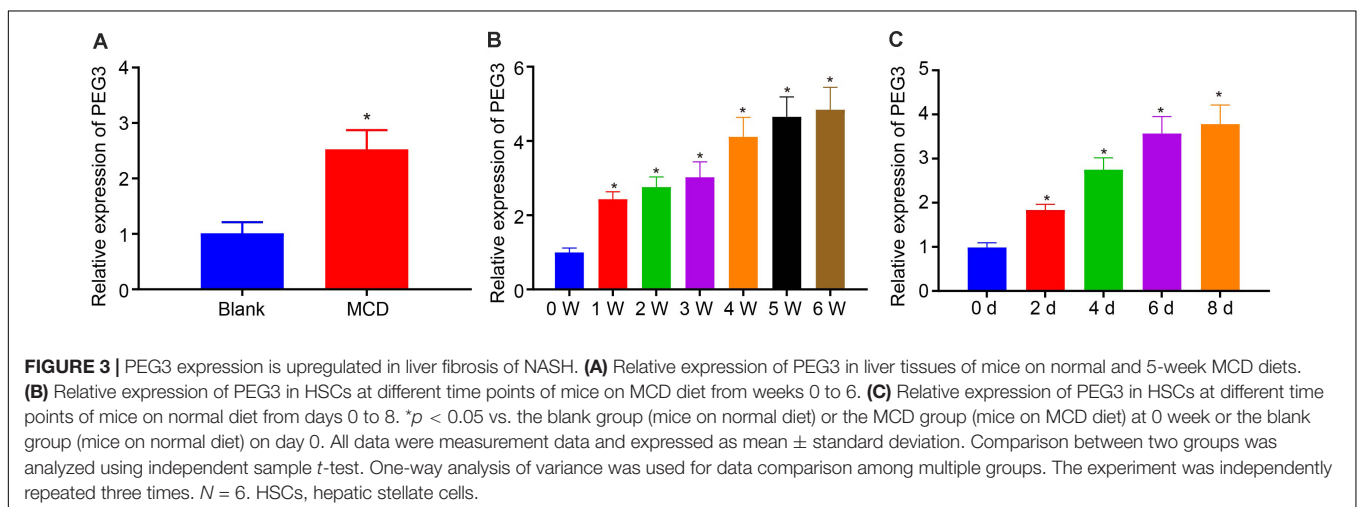 A
Relative expression of PEG3
4
3
2
1
0
*
Blank MCD
B
Relative expression of PEG3
6
4
2
0
* * * * * *
0 W 1 W 2 W 3 W 4 W 5 W 6 W
C
Relative expression of PEG3
5
4
3
2
1
0
* * * *
0 d 2 d 4 d 6 d 8 d
FIGURE 3 | PEG3 expression is upregulated in liver fibrosis of NASH. (A) Relative expression of PEG3 in liver tissues of mice on normal and 5-week MCD diets.
(B) Relative expression of PEG3 in HSCs at different time points of mice on MCD diet from weeks 0 to 6. (C) Relative expression of PEG3 in HSCs at different time
points of mice on normal diet from days 0 to 8. *p < 0.05 vs. the blank group (mice on normal diet) or the MCD group (mice on MCD diet) at 0 week or the blank
group (mice on normal diet) on day 0. All data were measurement data and expressed as mean ± standard deviation. Comparison between two groups was
analyzed using independent sample t-test. One-way analysis of variance was used for data comparison among multiple groups. The experiment was independently
repeated three times. N = 6. HSCs, hepatic stellate cells.